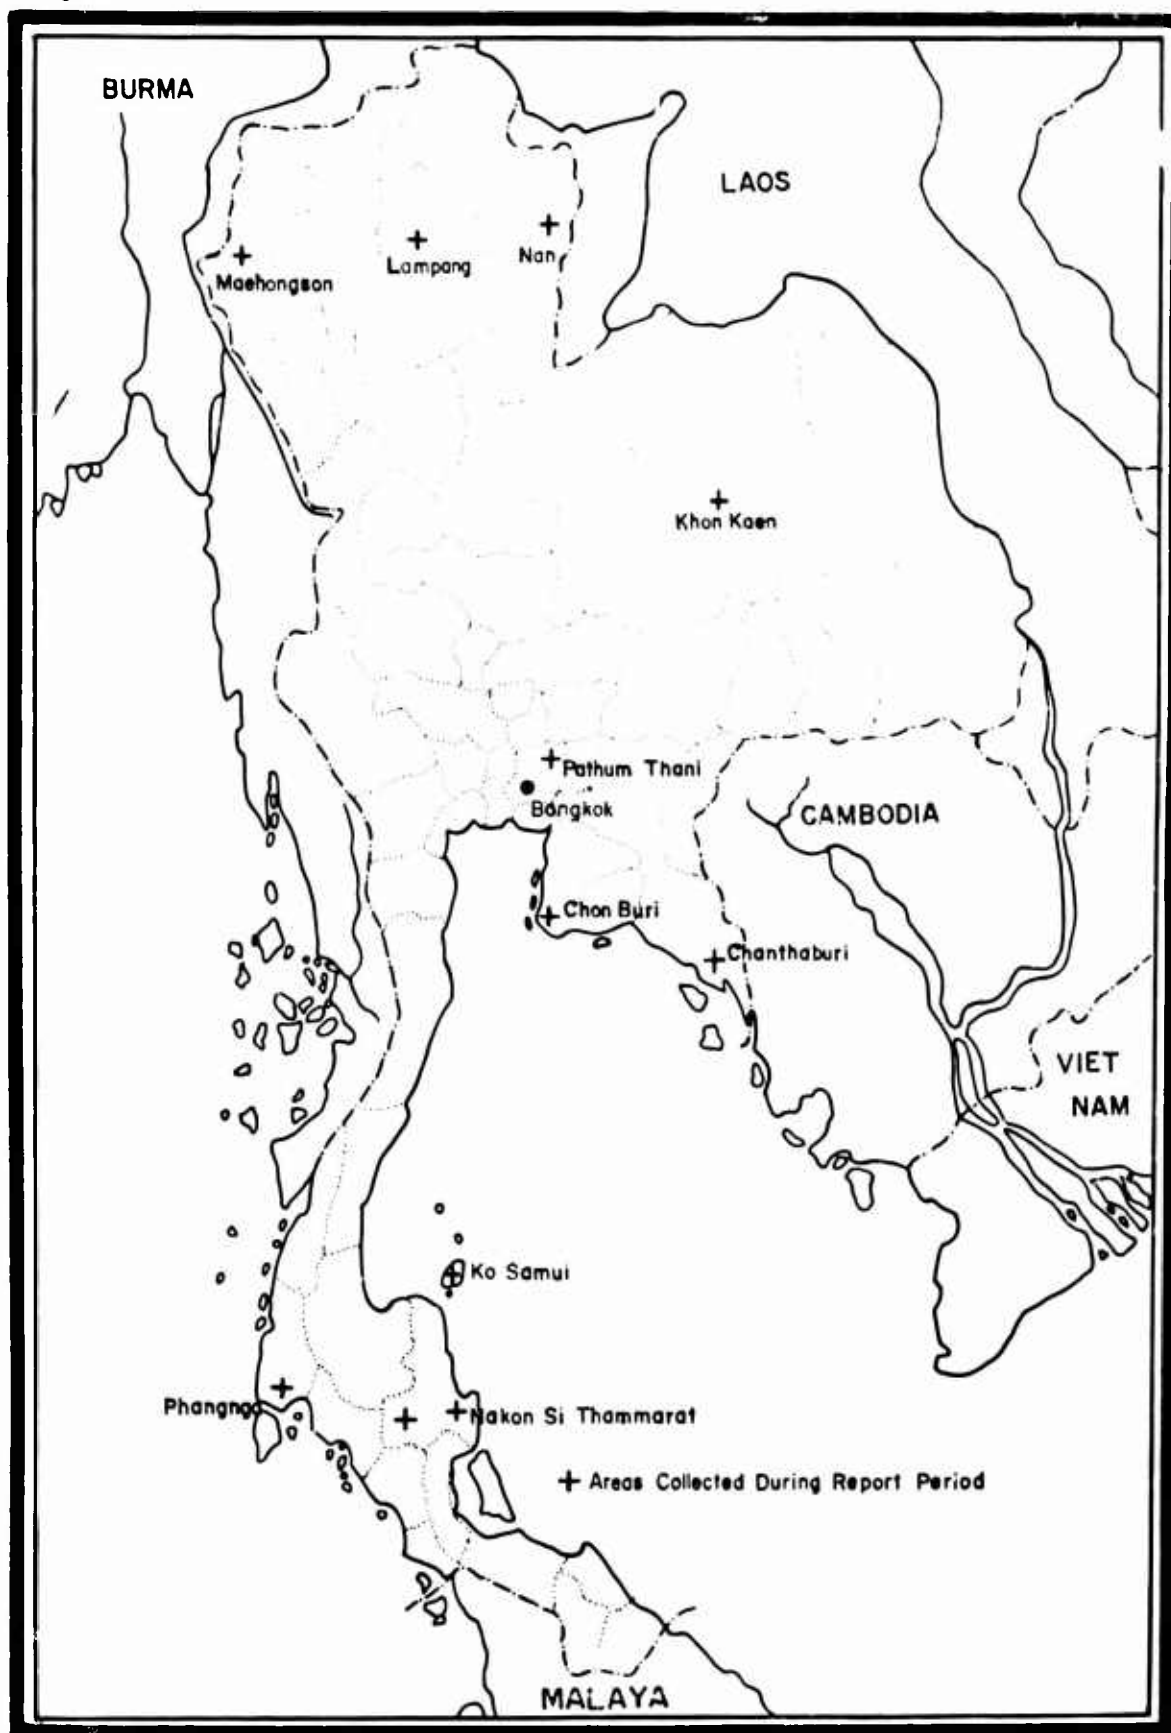 BURMA
LAOS
Nan
Lampang
Maehongson
Khon Kaen
Pathum Thani
Bangkok
CAMBODIA
Chon Buri
Chanthaburi
VIET
NAM
Ko Samui
Phangnga
Nakon Si Thammarat
Areas Collected During Report Period
MALAYA